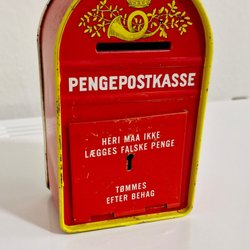 PENGEPOSTKASSE
HERI MAA IKKE
LÆGGES FALSKE PENGE
TØMMES
EFTER BEHAG